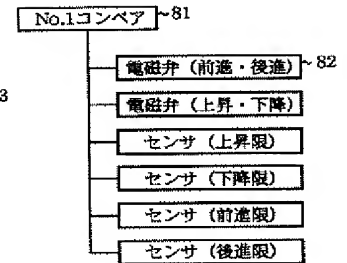 No.1コンベア ~81
電磁弁（前進・後進） ~82
3
電磁弁（上昇・下降）
センサ（上昇限）
センサ（下降限）
センサ（前進限）
センサ（後進限）